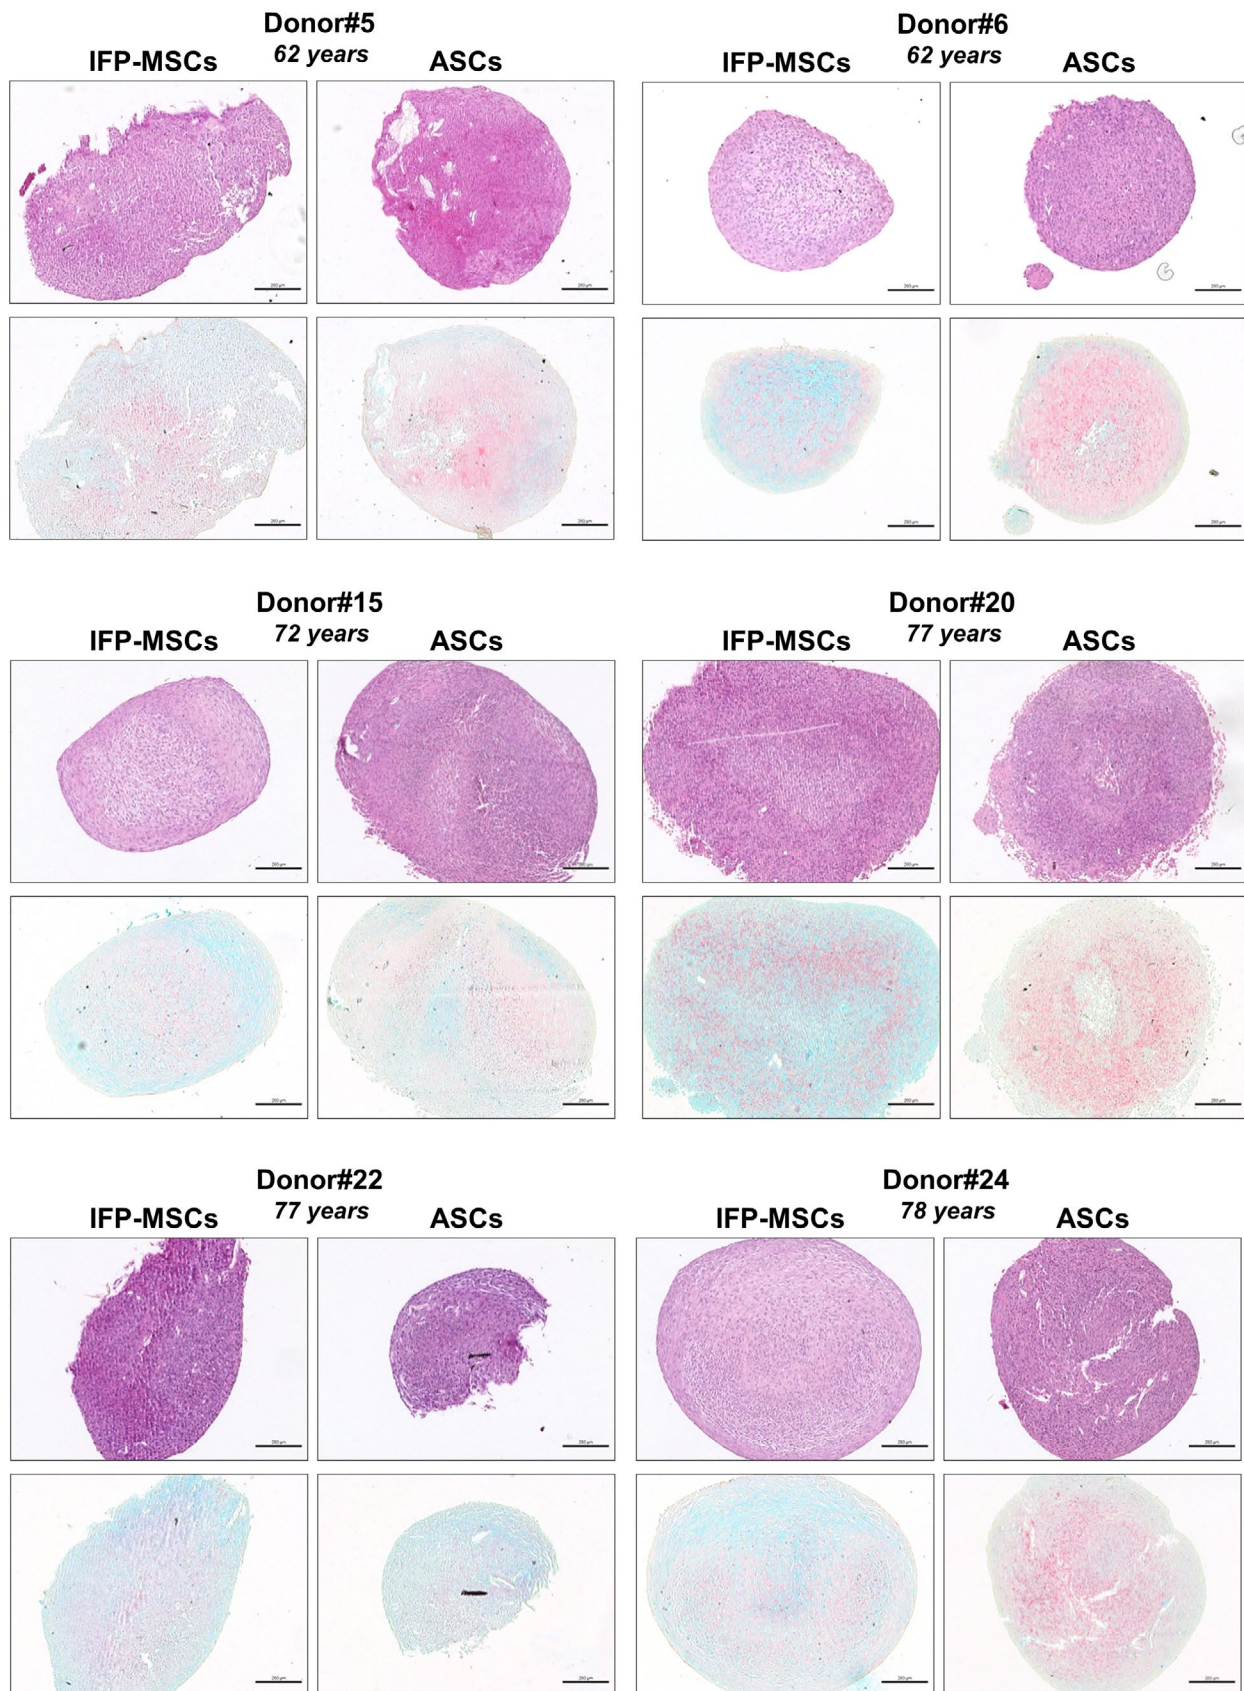 Donor#5
62 years
IFP-MSCs ASCs
Donor#6
62 years
IFP-MSCs ASCs
Donor#15
72 years
IFP-MSCs ASCs
Donor#20
77 years
IFP-MSCs ASCs
Donor#22
77 years
IFP-MSCs ASCs
Donor#24
78 years
IFP-MSCs ASCs